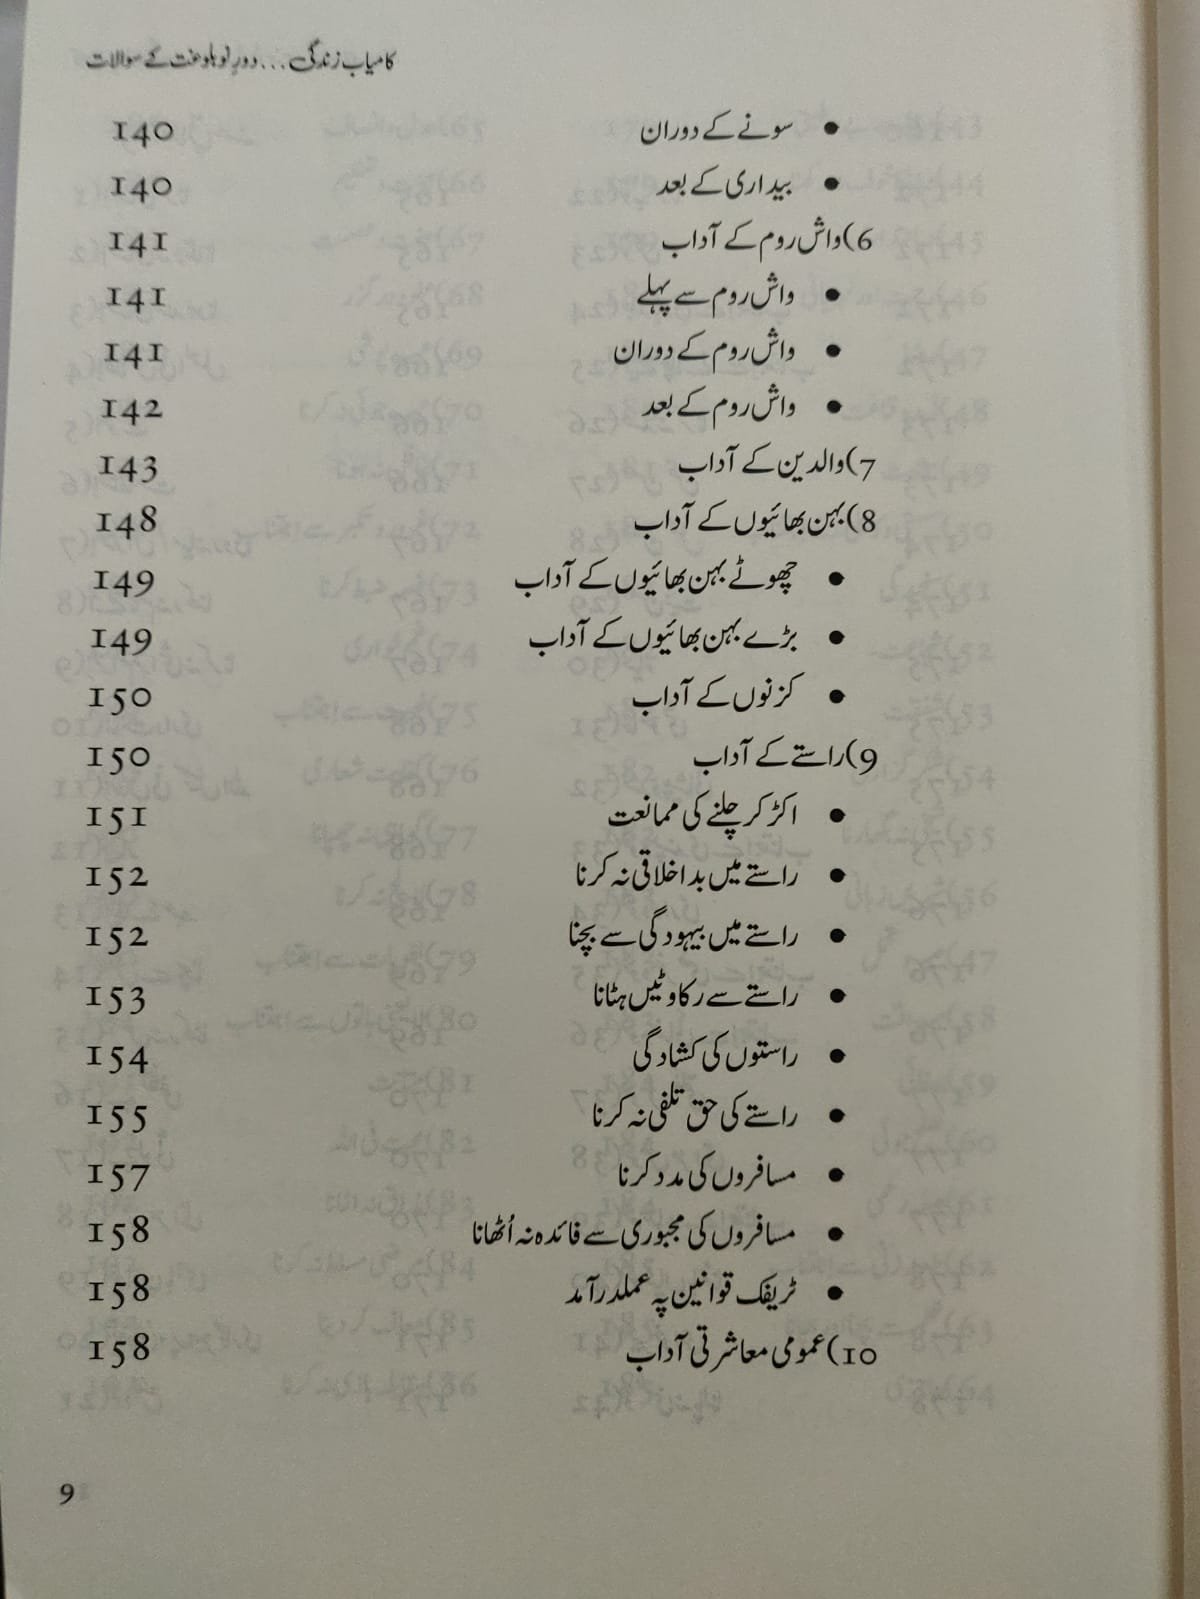 کامیاب زندگی... دورِ نو بلوغت کے سوالات
• سونے کے دوران 140
• بیداری کے بعد 140
6) واش روم کے آداب 141
• واش روم سے پہلے 141
• واش روم کے دوران 141
• واش روم کے بعد 142
7) والدین کے آداب 143
8) بہن بھائیوں کے آداب 148
• چھوٹے بہن بھائیوں کے آداب 149
• بڑے بہن بھائیوں کے آداب 149
• کزنوں کے آداب 150
9) راستے کے آداب 150
• اکڑ کر چلنے کی ممانعت 151
• راستے میں بداخلاقی نہ کرنا 152
• راستے میں بیہودگی سے بچنا 152
• راستے سے رکاوٹیں ہٹانا 153
• راستوں کی کشادگی 154
• راستے کی حق تلفی نہ کرنا 155
• مسافروں کی مدد کرنا 157
• مسافروں کی مجبوری سے فائدہ نہ اُٹھانا 158
• ٹریفک قوانین پہ عملدرآمد 158
10) عمومی معاشرتی آداب 158
9